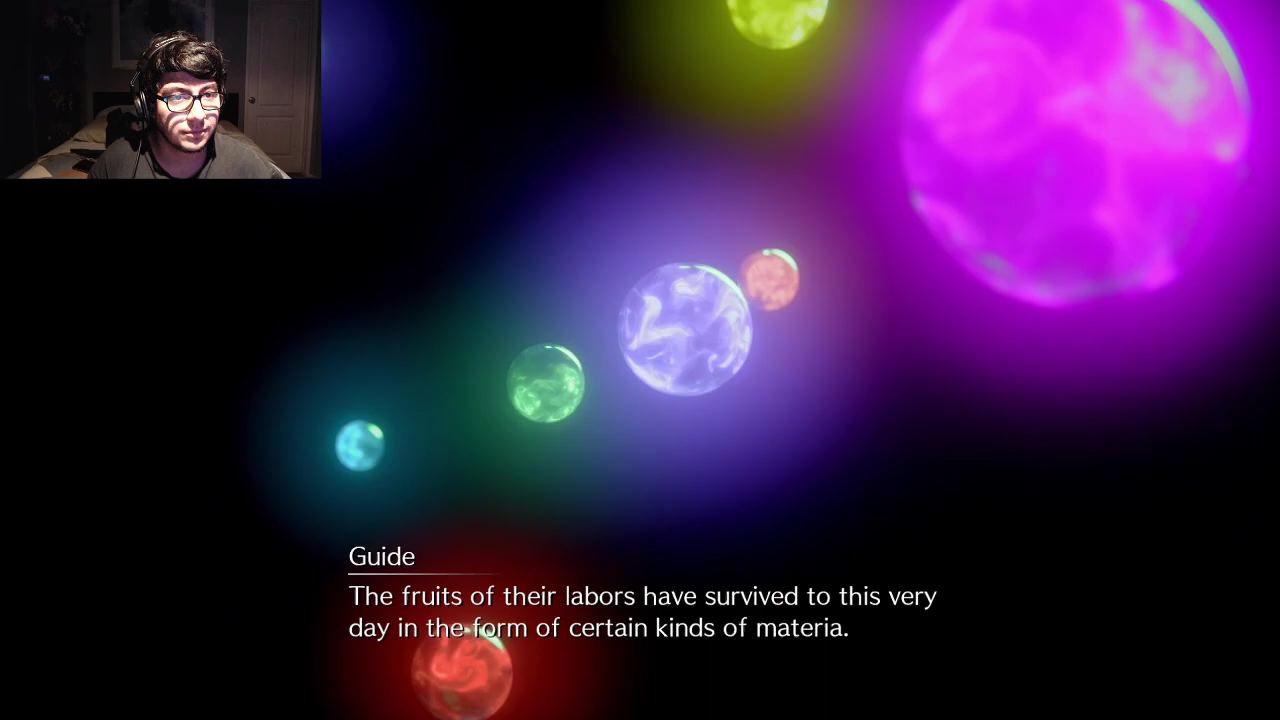 Guide
The fruits of their labors have survived to this very
day in the form of certain kinds of materia.